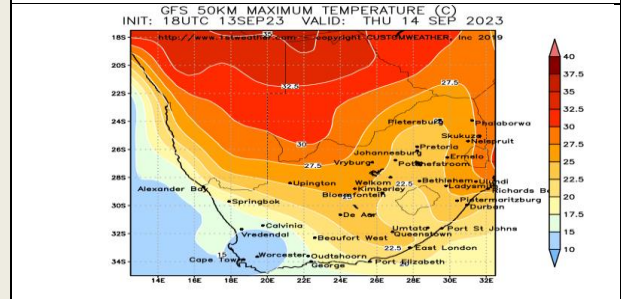 GFS 50KM MAXIMUM TEMPERATURE (C)
INIT: 18UTC 13SEP23 VALID: THU 14 SEP 2023
http://www.1stweather.com copyright CUSTOMWEATHER, Inc 2019
18S
20S
22S
24S
26S
28S
30S
32S
34S
14E 16E 18E 20E 22E 24E 26E 28E 30E 32E
35
32.5
27.5
30
27.5
22.5
22.5
15
Pietersburg
Phalaborwa
Skukuza
Nelspruit
Pretoria
Johannesburg
Ermelo
Vryburg
Potchefstroom
Welkom
Bethlehem
Ulundi
Upington
Kimberley
Ladysmith
Richards B
Alexander Bay
Bloemfontein
Springbok
Pietermaritzburg
Durban
De Aar
Calvinia
Umtata
Port St Johns
Vredendal
Queenstown
Beaufort West
East London
Worcester
Oudtshoorn
Cape Town
George
Port Elizabeth
40
37.5
35
32.5
30
27.5
25
22.5
20
17.5
15
10